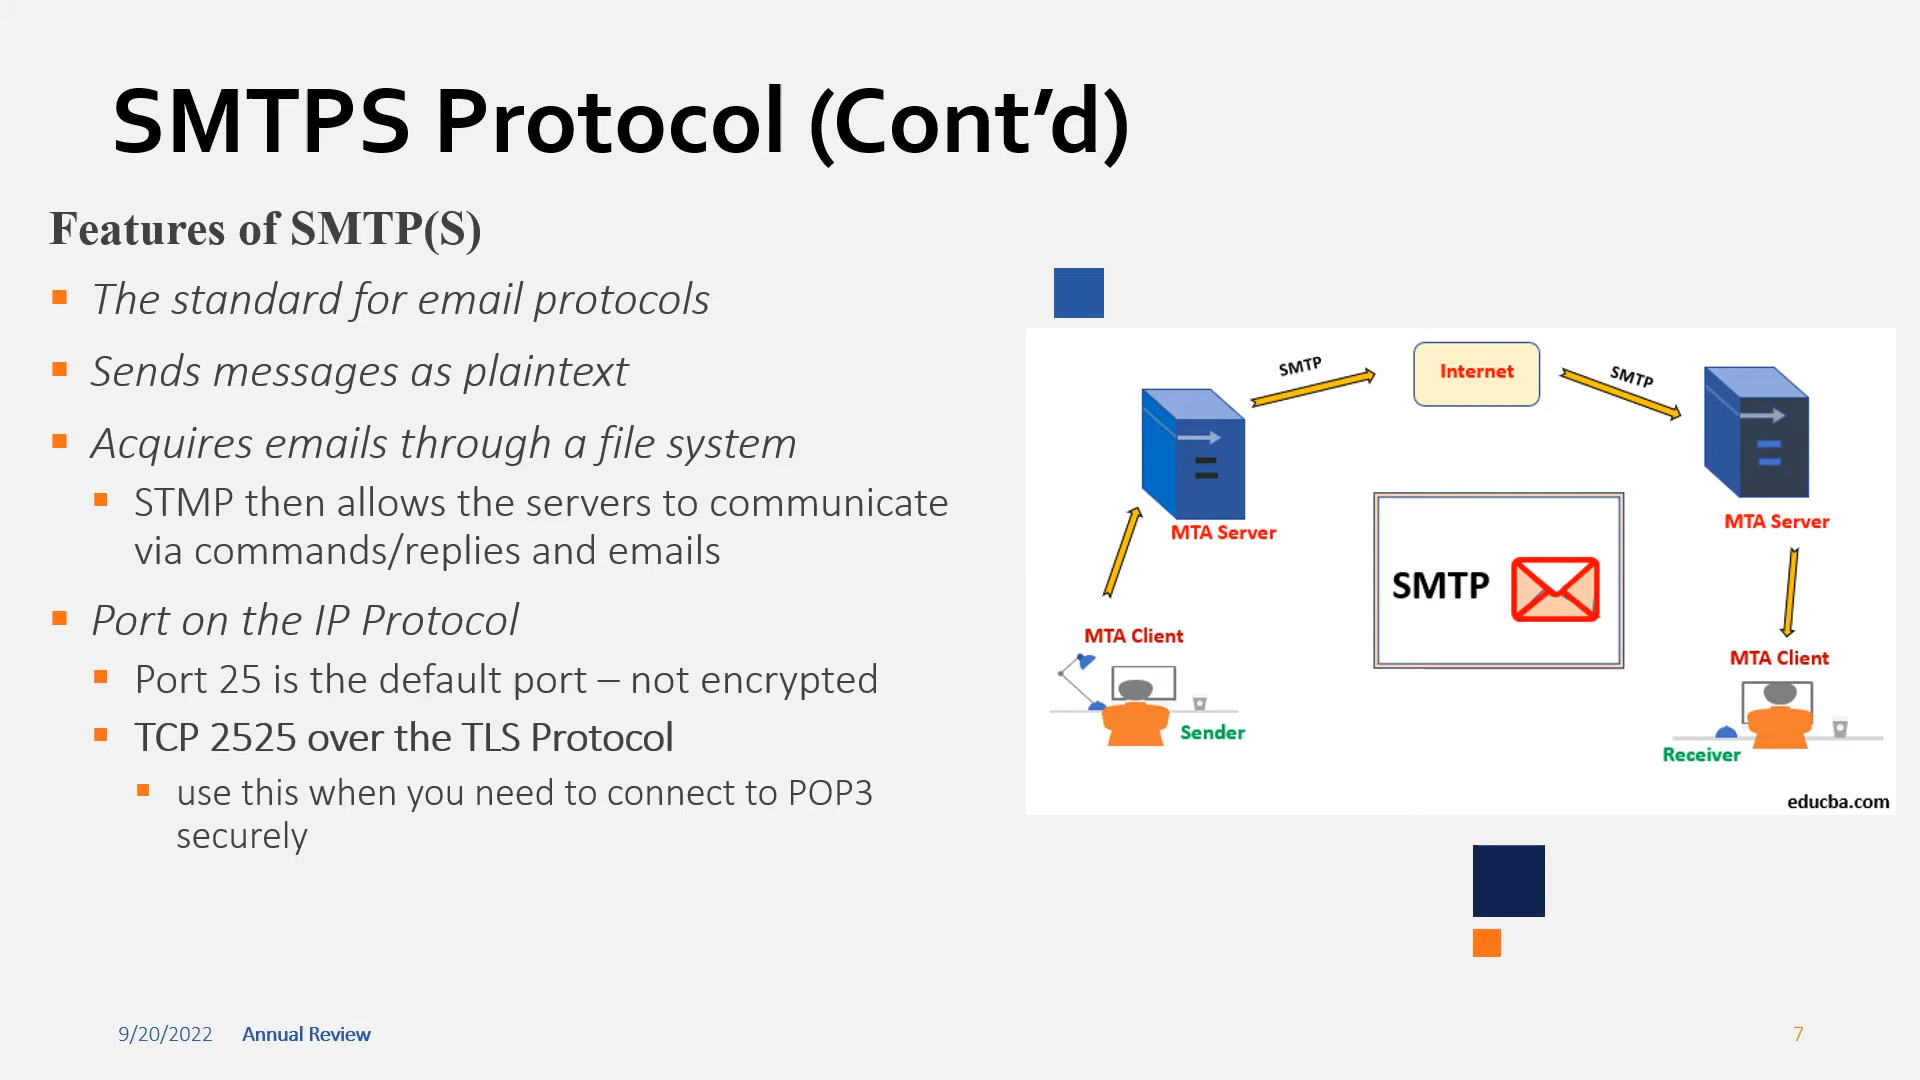 SMTPS Protocol (Cont’d)
Features of SMTP(S)
The standard for email protocols
Sends messages as plaintext
Acquires emails through a file system
STMP then allows the servers to communicate
via commands/replies and emails
Port on the IP Protocol
Port 25 is the default port – not encrypted
TCP 2525 over the TLS Protocol
use this when you need to connect to POP3
securely
SMTP
Internet
SMTP
MTA Server
MTA Server
SMTP
MTA Client
MTA Client
Sender
Receiver
educba.com
9/20/2022 Annual Review
7